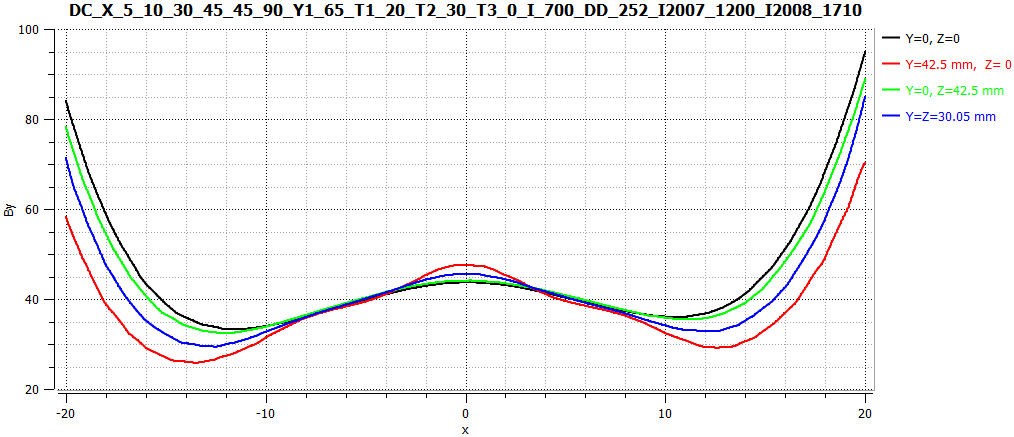 DC_X_5_10_30_45_45_90_Y1_65_T1_20_T2_30_T3_0_I_700_DD_252_I2007_1200_I2008_1710
100
80
60
40
20
By
-20
-10
0
10
20
x
Y=0, Z=0
Y=42.5 mm, Z= 0
Y=0, Z=42.5 mm
Y=Z=30.05 mm